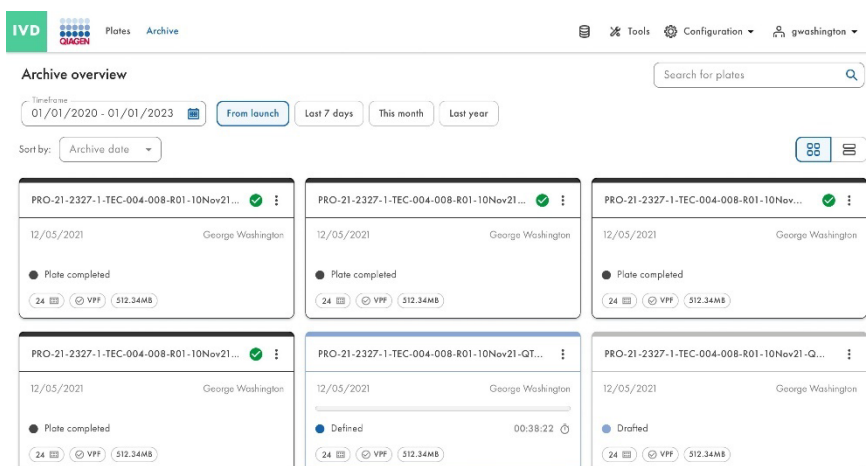 IVD QIAGEN Plates Archive Tools Configuration gwashington
Archive overview
Search for plates
Timeframe
01/01/2020 - 01/01/2023 From launch Last 7 days This month Last year
Sort by: Archive date
PRO-21-2327-1-TEC-004-008-R01-10Nov21... PRO-21-2327-1-TEC-004-008-R01-10Nov21... PRO-21-2327-1-TEC-004-008-R01-10Nov...
12/05/2021 George Washington 12/05/2021 George Washington 12/05/2021 George Washington
Plate completed Plate completed Plate completed
24 VPF 512.34MB 24 VPF 512.34MB 24 VPF 512.34MB
PRO-21-2327-1-TEC-004-008-R01-10Nov21... PRO-21-2327-1-TEC-004-008-R01-10Nov21-QT... PRO-21-2327-1-TEC-004-008-R01-10Nov21-Q...
12/05/2021 George Washington 12/05/2021 George Washington 12/05/2021 George Washington
Plate completed Defined 00:38:22 Drafted
24 VPF 512.34MB 24 VPF 512.34MB 24 VPF 512.34MB